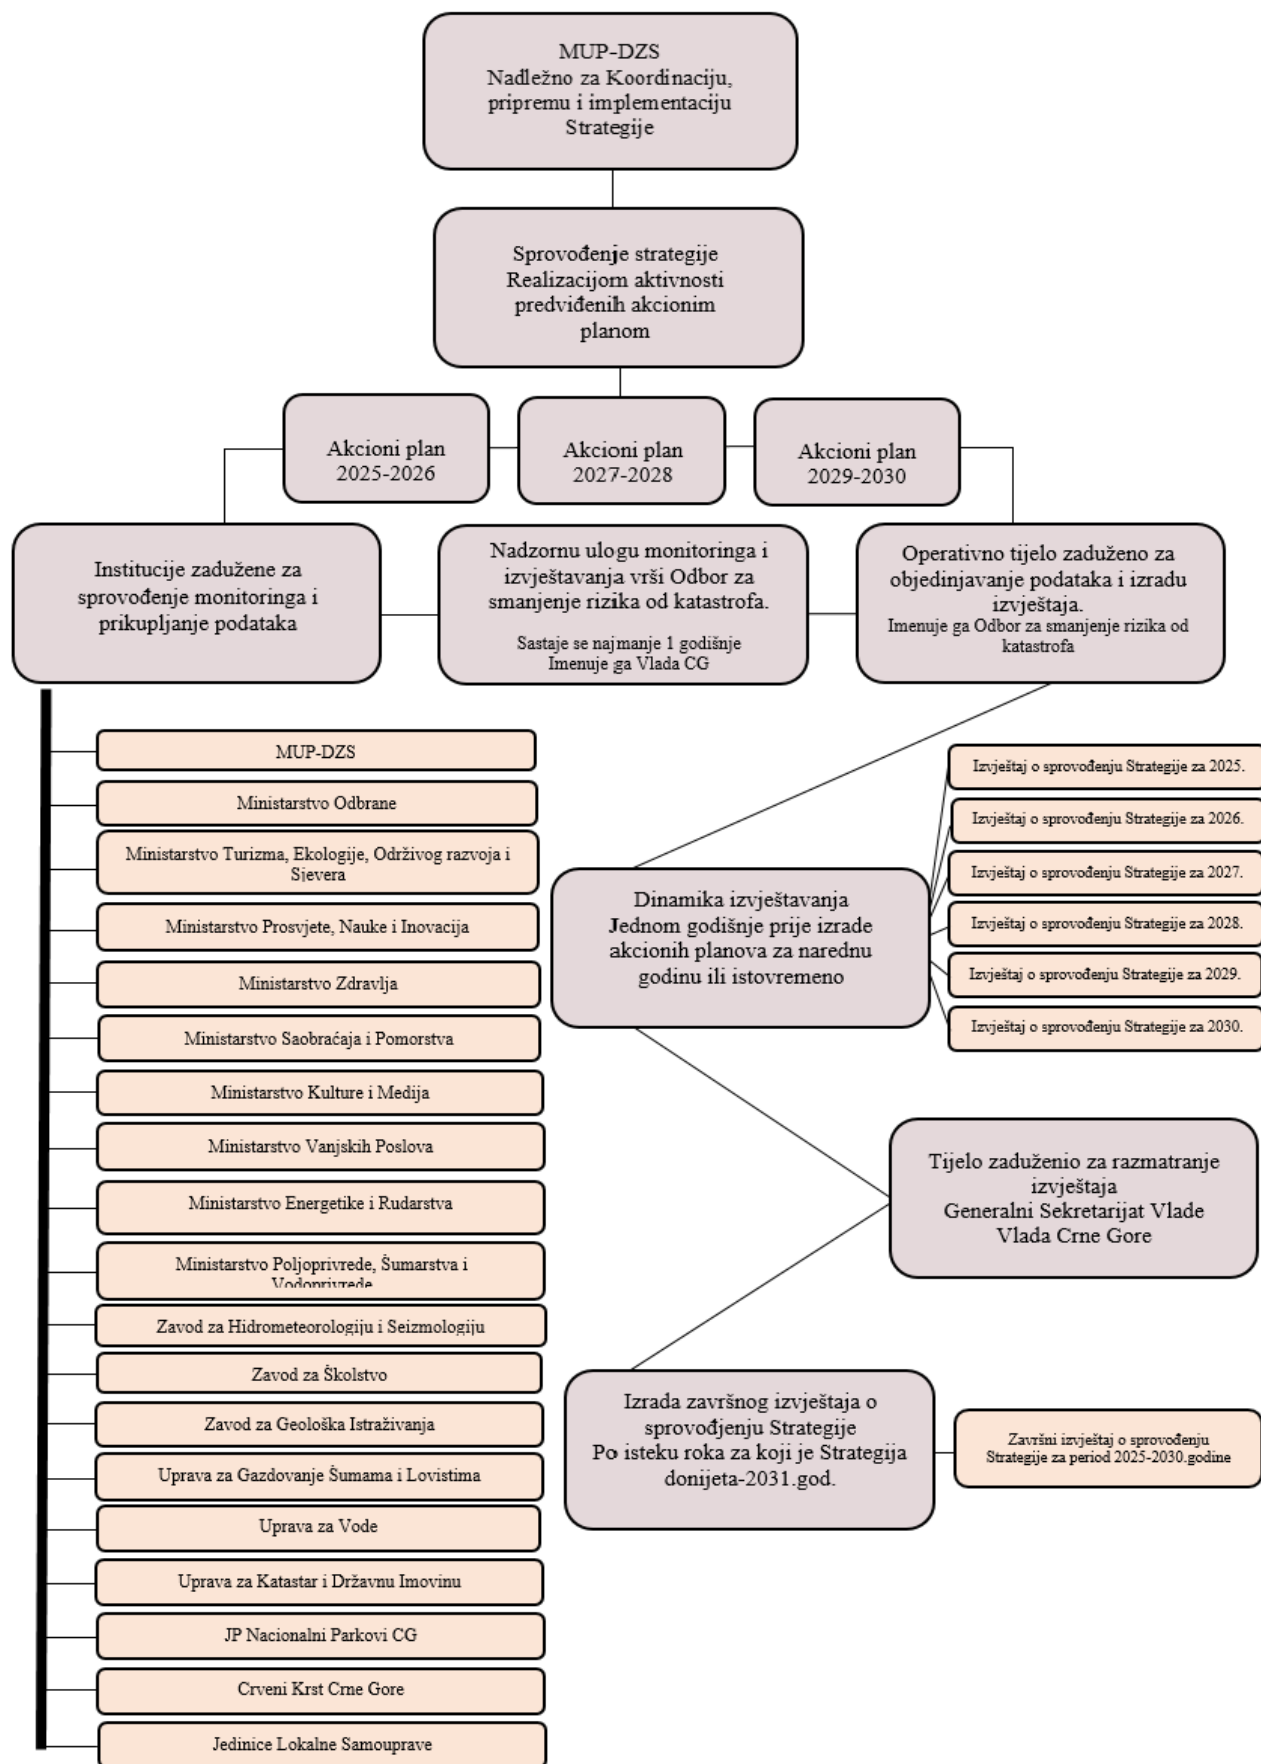 MUP-DZS
Nadležno za Koordinaciju,
pripremu i implementaciju
Strategije
Sprovođenje strategije
Realizacijom aktivnosti
predviđenih akcionim
planom
Akcioni plan
2025-2026
Akcioni plan
2027-2028
Akcioni plan
2029-2030
Institucije zadužene za
sprovođenje monitoringa i
prikupljanje podataka
Nadzornu ulogu monitoringa i
izvještavanja vrši Odbor za
smanjenje rizika od katastrofa.
Sastaje se najmanje 1 godišnje
Imenuje ga Vlada CG
Operativno tijelo zaduženo za
objedinjavanje podataka i izradu
izvještaja.
Imenuje ga Odbor za smanjenje rizika od
katastrofa
MUP-DZS
Ministarstvo Odbrane
Ministarstvo Turizma, Ekologije, Održivog razvoja i
Sjevera
Ministarstvo Prosvjete, Nauke i Inovacija
Ministarstvo Zdravlja
Ministarstvo Saobraćaja i Pomorstva
Ministarstvo Kulture i Medija
Ministarstvo Vanjskih Poslova
Ministarstvo Energetike i Rudarstva
Ministarstvo Poljoprivrede, Šumarstva i
Vodoprivrede
Zavod za Hidrometeorologiju i Seizmologiju
Zavod za Školstvo
Zavod za Geološka Istraživanja
Uprava za Gazdovanje Šumama i Lovistima
Uprava za Vode
Uprava za Katastar i Državnu Imovinu
JP Nacionalni Parkovi CG
Crveni Krst Crne Gore
Jedinice Lokalne Samouprave
Dinamika izvještavanja
Jednom godišnje prije izrade
akcionih planova za narednu
godinu ili istovremeno
Izvještaj o sprovođenju Strategije za 2025.
Izvještaj o sprovođenju Strategije za 2026.
Izvještaj o sprovođenju Strategije za 2027.
Izvještaj o sprovođenju Strategije za 2028.
Izvještaj o sprovođenju Strategije za 2029.
Izvještaj o sprovođenju Strategije za 2030.
Tijelo zaduženio za razmatranje
izvještaja
Generalni Sekretarijat Vlade
Vlada Crne Gore
Izrada završnog izvještaja o
sprovodjenju Strategije
Po isteku roka za koji je Strategija
donijeta-2031.god.
Završni izvještaj o sprovođenju
Strategije za period 2025-2030.godine